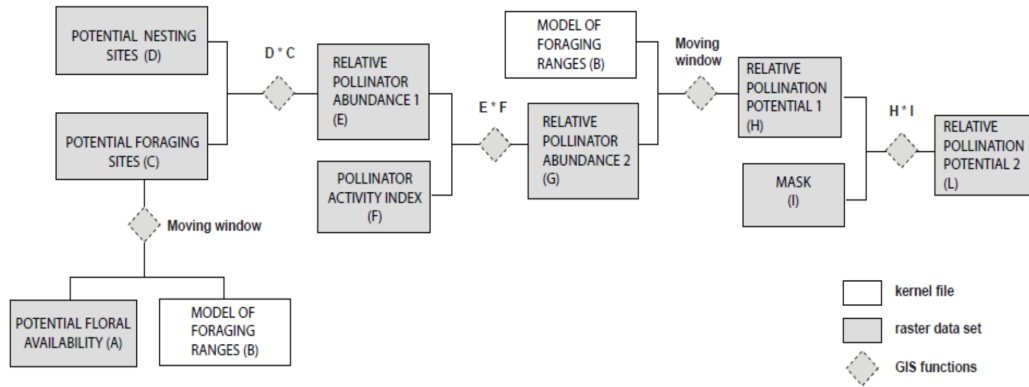 POTENTIAL NESTING
SITES (D)
D * C
RELATIVE
POLLINATOR
ABUNDANCE 1
(E)
POTENTIAL FORAGING
SITES (C)
Moving window
POTENTIAL FLORAL
AVAILABILITY (A)
MODEL OF
FORAGING
RANGES (B)
POLLINATOR
ACTIVITY INDEX
(F)
E * F
MODEL OF
FORAGING
RANGES (B)
RELATIVE
POLLINATOR
ABUNDANCE 2
(G)
Moving
window
RELATIVE
POLLINATION
POTENTIAL 1
(H)
MASK
(I)
H * I
RELATIVE
POLLINATION
POTENTIAL 2
(L)
kernel file
raster data set
GIS functions